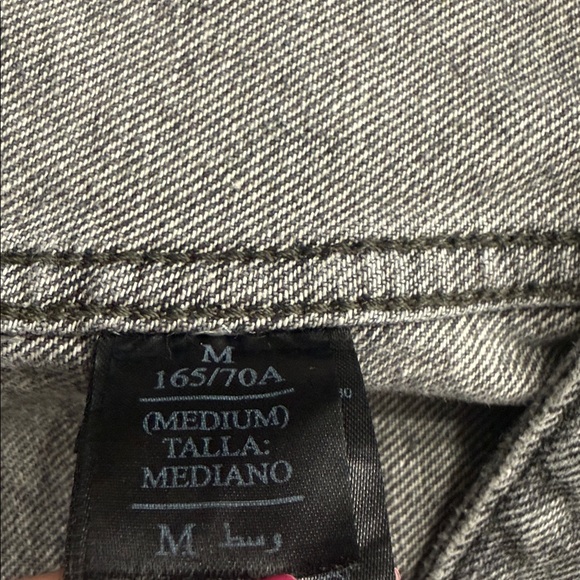 M
165/70A
(MEDIUM)
TALLA:
MEDIANO
M وسط